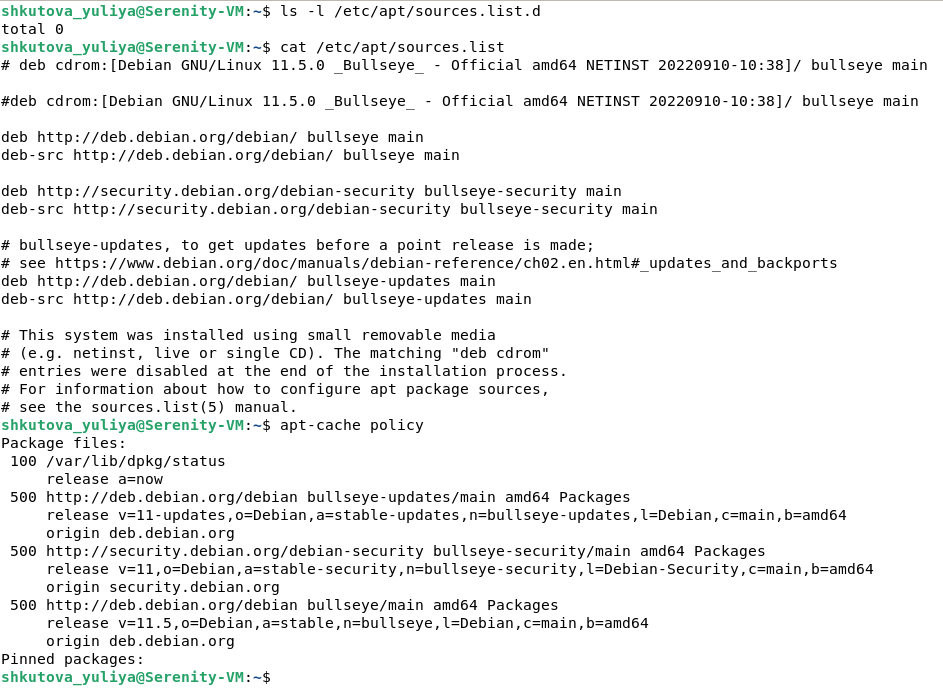 shkutova_yuliya@Serenity-VM:~$ ls -l /etc/apt/sources.list.d
total 0
shkutova_yuliya@Serenity-VM:~$ cat /etc/apt/sources.list
# deb cdrom:[Debian GNU/Linux 11.5.0 _Bullseye_ - Official amd64 NETINST 20220910-10:38]/ bullseye main

#deb cdrom:[Debian GNU/Linux 11.5.0 _Bullseye_ - Official amd64 NETINST 20220910-10:38]/ bullseye main

deb http://deb.debian.org/debian/ bullseye main
deb-src http://deb.debian.org/debian/ bullseye main

deb http://security.debian.org/debian-security bullseye-security main
deb-src http://security.debian.org/debian-security bullseye-security main

# bullseye-updates, to get updates before a point release is made;
# see https://www.debian.org/doc/manuals/debian-reference/ch02.en.html#_updates_and_backports
deb http://deb.debian.org/debian/ bullseye-updates main
deb-src http://deb.debian.org/debian/ bullseye-updates main

# This system was installed using small removable media
# (e.g. netinst, live or single CD). The matching "deb cdrom"
# entries were disabled at the end of the installation process.
# For information about how to configure apt package sources,
# see the sources.list(5) manual.
shkutova_yuliya@Serenity-VM:~$ apt-cache policy
Package files:
 100 /var/lib/dpkg/status
     release a=now
 500 http://deb.debian.org/debian bullseye-updates/main amd64 Packages
     release v=11-updates,o=Debian,a=stable-updates,n=bullseye-updates,l=Debian,c=main,b=amd64
     origin deb.debian.org
 500 http://security.debian.org/debian-security bullseye-security/main amd64 Packages
     release v=11,o=Debian,a=stable-security,n=bullseye-security,l=Debian-Security,c=main,b=amd64
     origin security.debian.org
 500 http://deb.debian.org/debian bullseye/main amd64 Packages
     release v=11.5,o=Debian,a=stable,n=bullseye,l=Debian,c=main,b=amd64
     origin deb.debian.org
Pinned packages:
shkutova_yuliya@Serenity-VM:~$